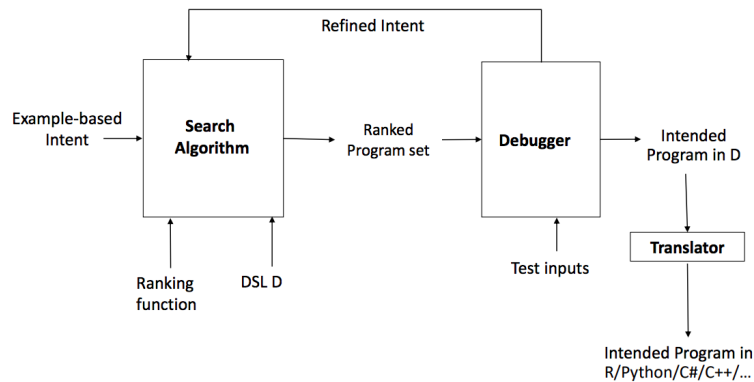 Refined Intent
Example-based
Intent
Search
Algorithm
Ranked
Program set
Debugger
Intended
Program in D
Translator
Ranking
function
DSL D
Test inputs
Intended Program in
R/Python/C#/C++/...